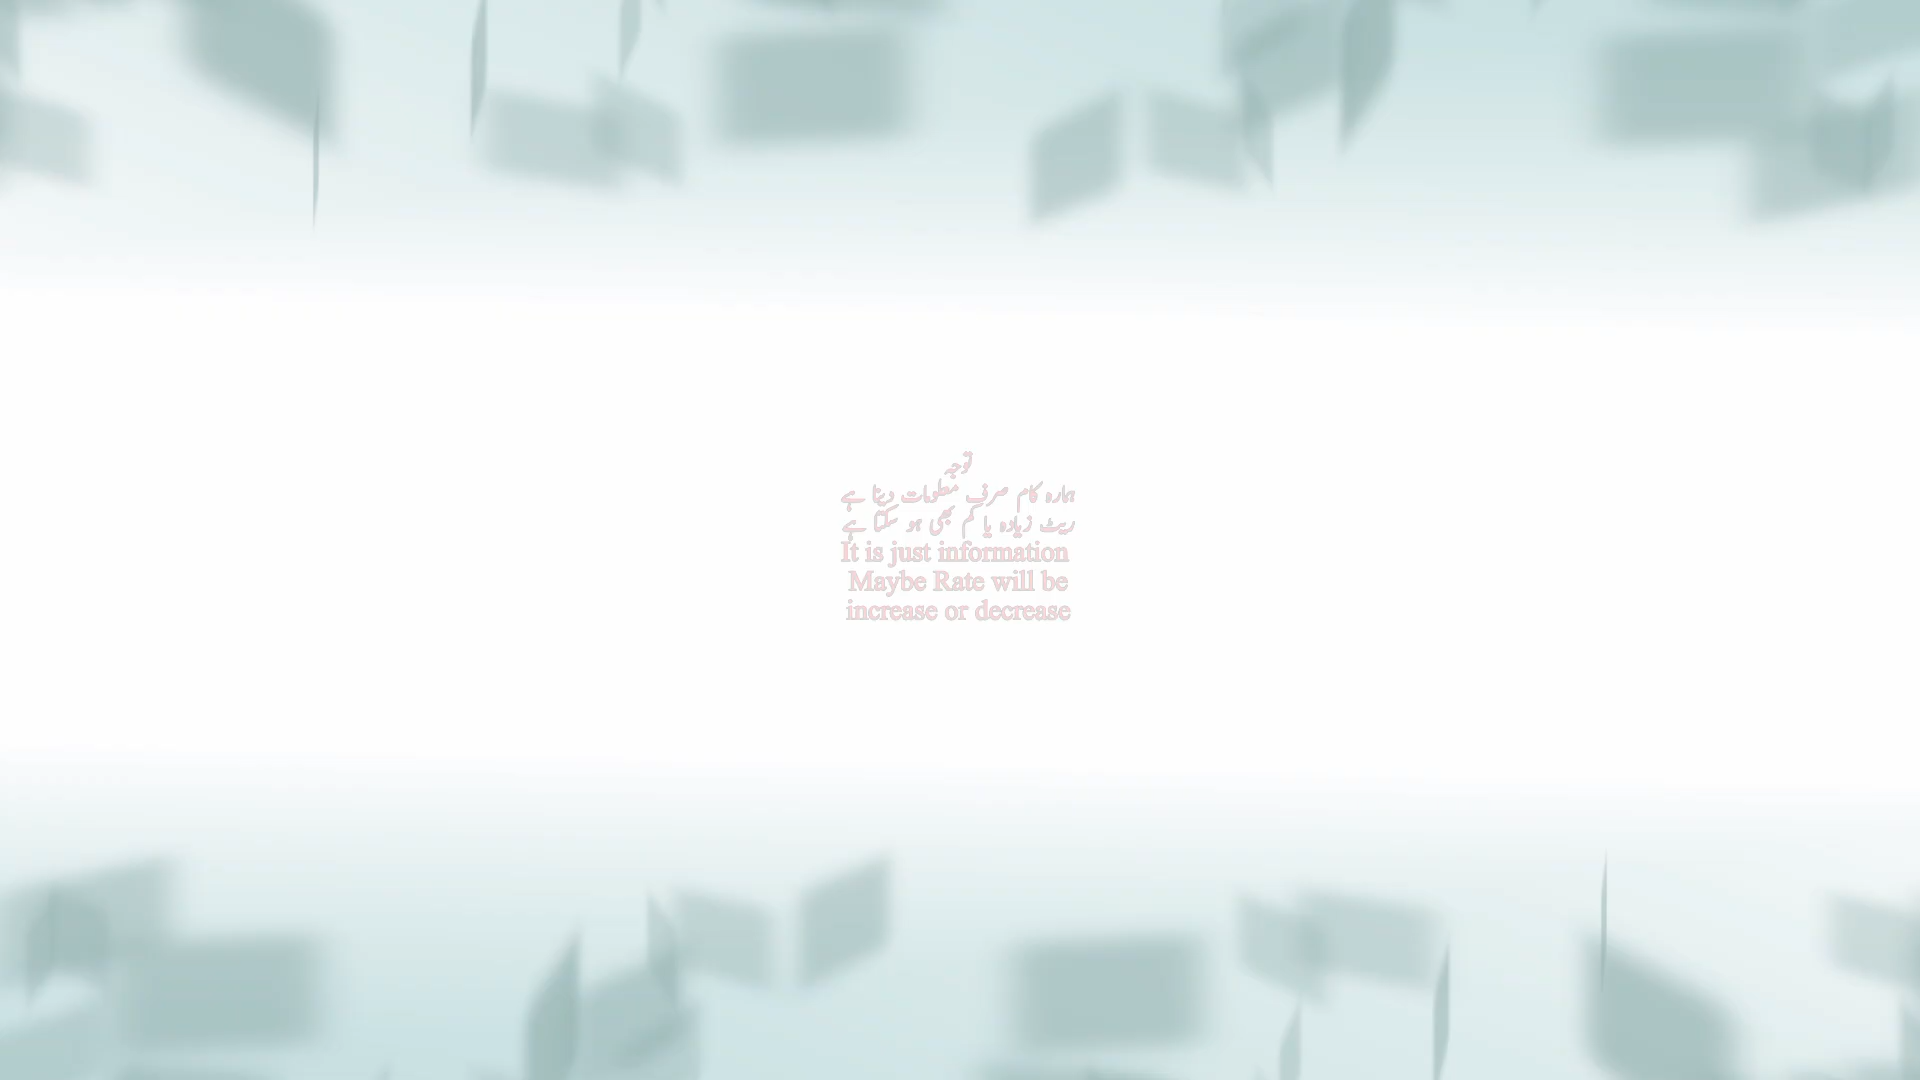 توجہ
ہمارہ کام صرف معلومات دینا ہے
ریٹ زیادہ یا کم بھی ہو سکتا ہے
It is just information
Maybe Rate will be
increase or decrease